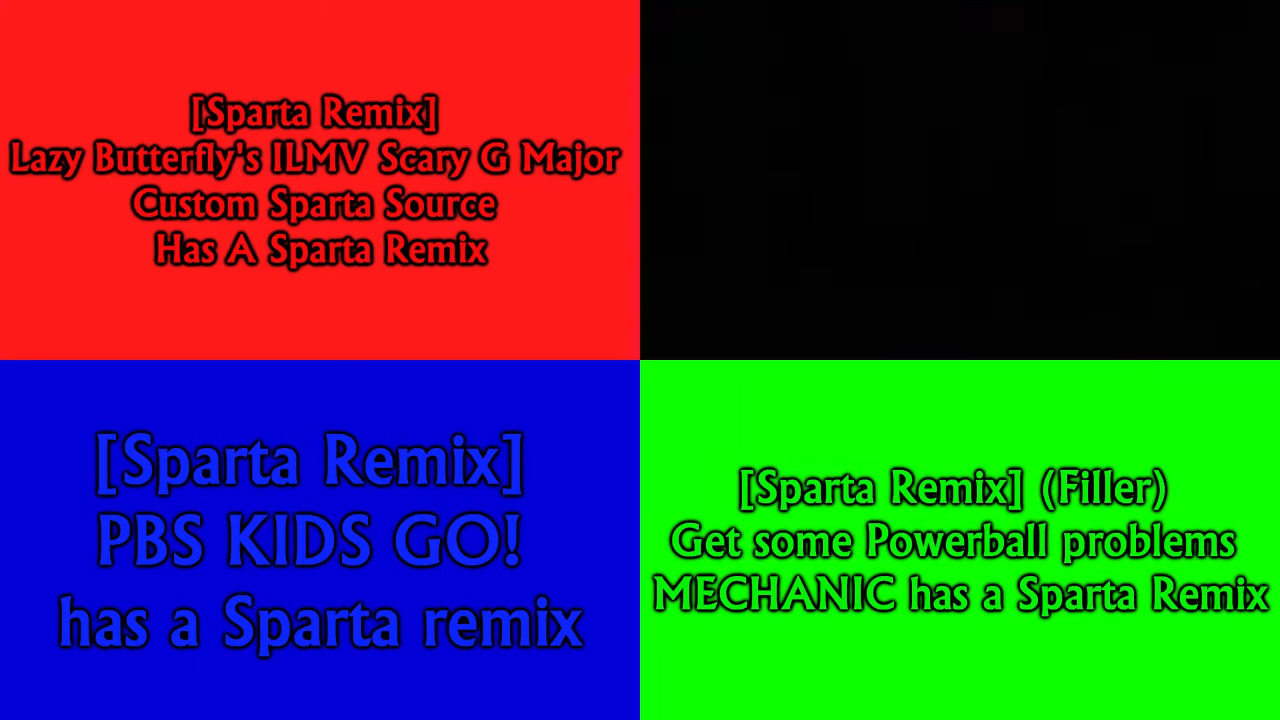 [Sparta Remix]
Lazy Butterfly's ILMV Scary G Major
Custom Sparta Source
Has A Sparta Remix
[Sparta Remix]
PBS KIDS GO!
has a Sparta remix
[Sparta Remix] (Filler)
Get some Powerball problems
MECHANIC has a Sparta Remix